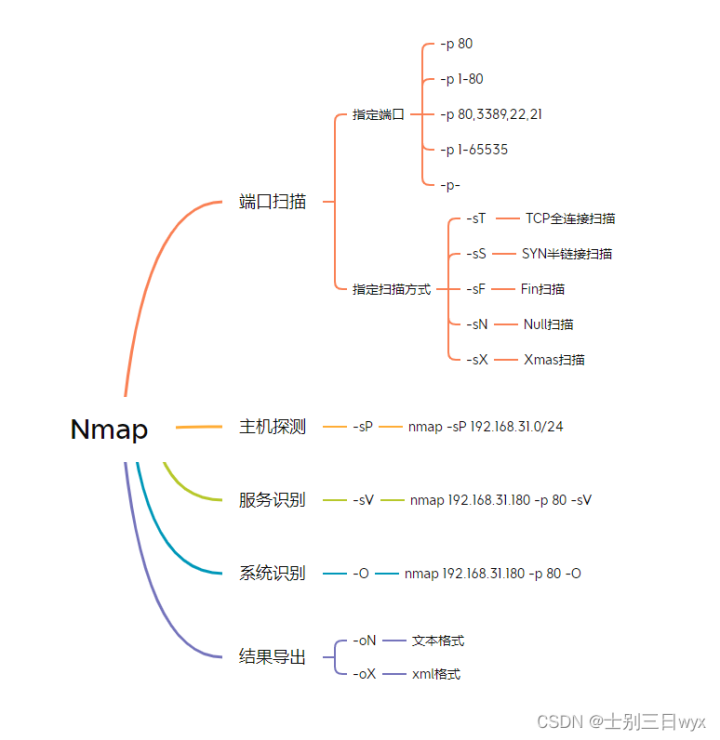 Nmap
端口扫描
指定端口
-p 80
-p 1-80
-p 80,3389,22,21
-p 1-65535
-p-
指定扫描方式
-sT TCP全连接扫描
-sS SYN半链接扫描
-sF Fin扫描
-sN Null扫描
-sX Xmas扫描
主机探测 -sP nmap -sP 192.168.31.0/24
服务识别 -sV nmap 192.168.31.180 -p 80 -sV
系统识别 -O nmap 192.168.31.180 -p 80 -O
结果导出
-oN 文本格式
-oX xml格式
CSDN @士别三日wyx